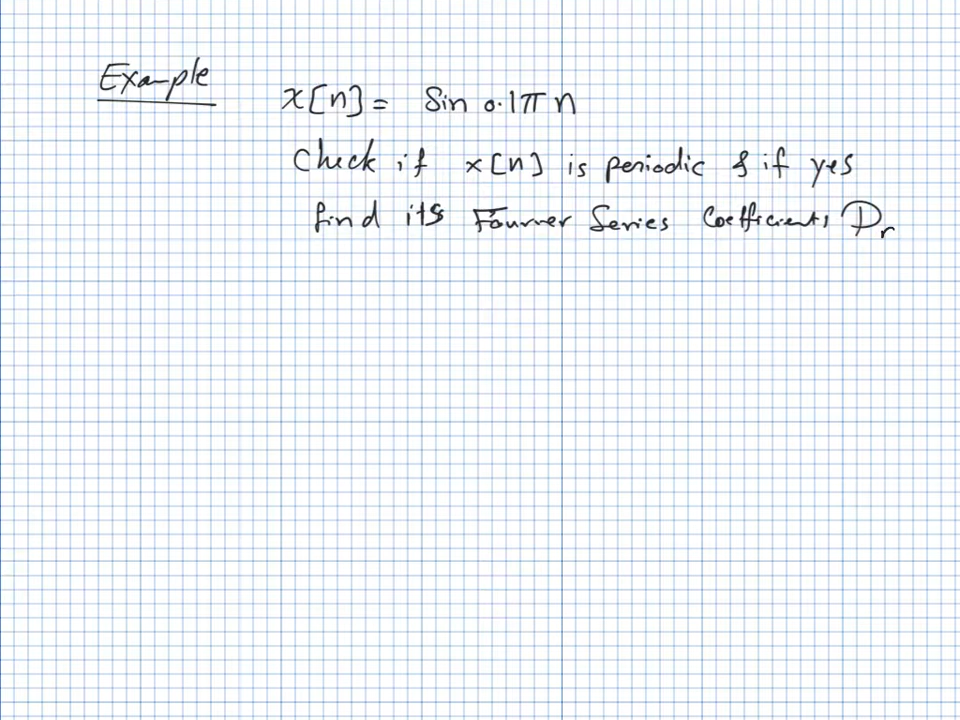 Example
x[n] = Sin 0.1π n
Check if x[n] is periodic & if yes
find its Fourier Series Coefficients Dr